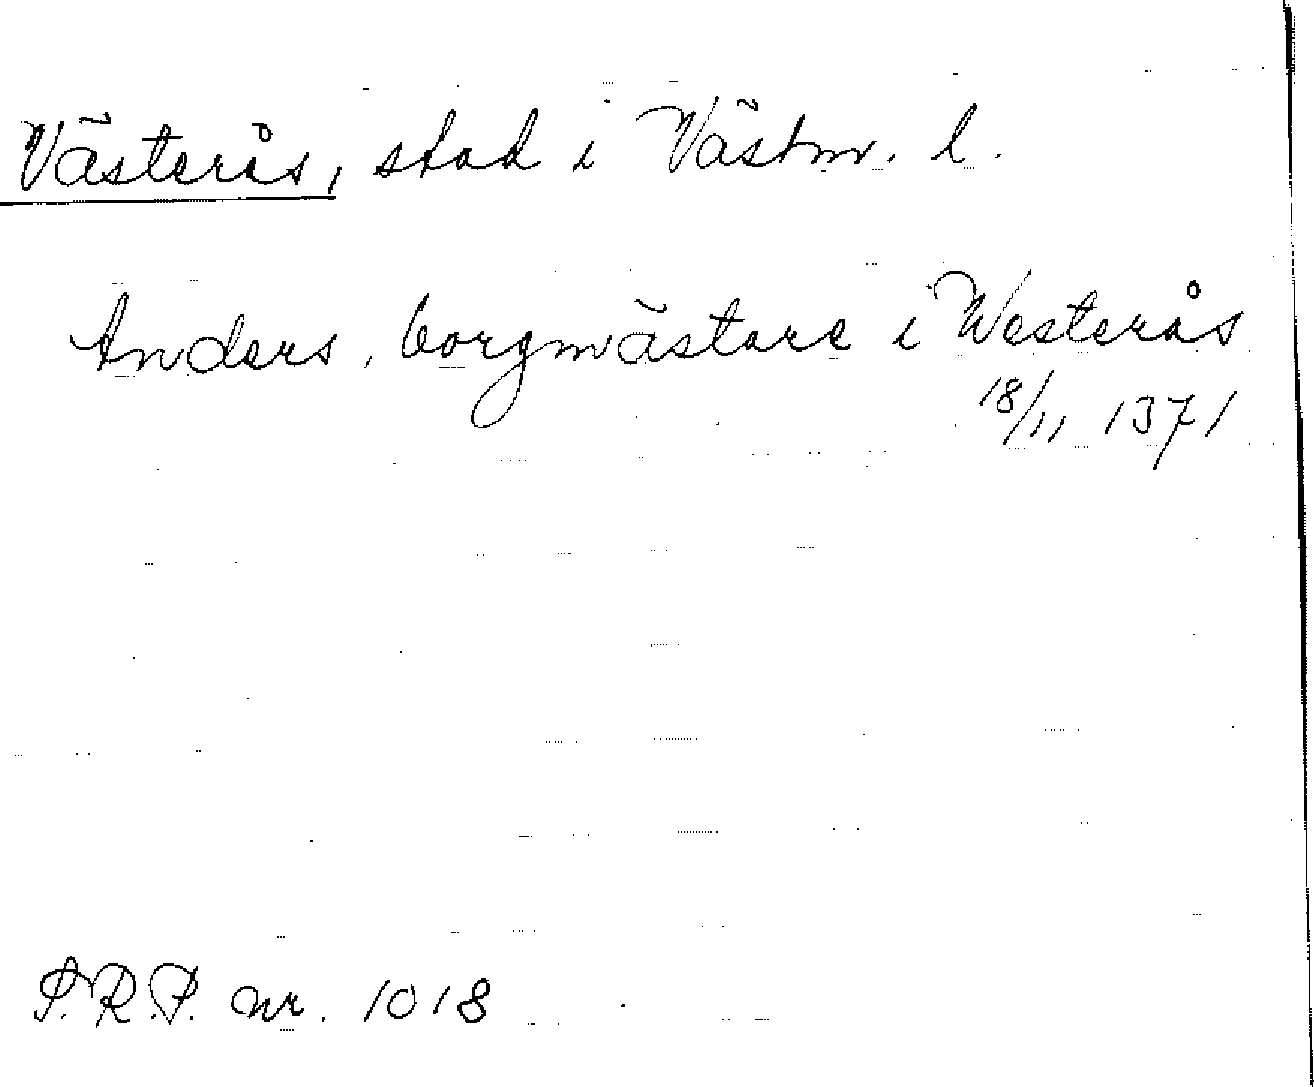 Västerås, stad i Västm. l.
Anders, borgmästare i Westerås
18/11 1371
S.R.P. nr. 1018